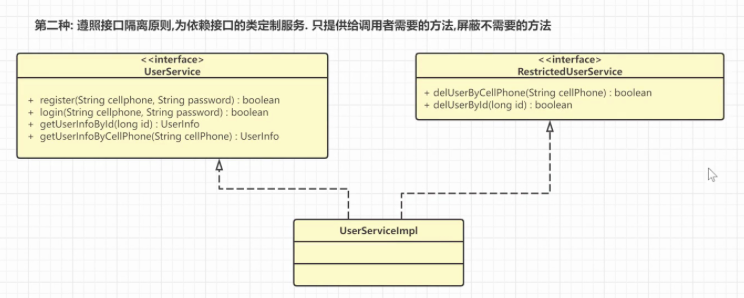 第二种: 遵照接口隔离原则,为依赖接口的类定制服务. 只提供给调用者需要的方法,屏蔽不需要的方法
<<interface>>
UserService
+ register(String cellphone, String password) : boolean
+ login(String cellphone, String password) : boolean
+ getUserInfoById(long id) : UserInfo
+ getUserInfoByCellPhone(String cellPhone) : UserInfo
<<interface>>
RestrictedUserService
+ delUserByCellPhone(String cellPhone) : boolean
+ delUserById(long id) : boolean
UserServiceImpl